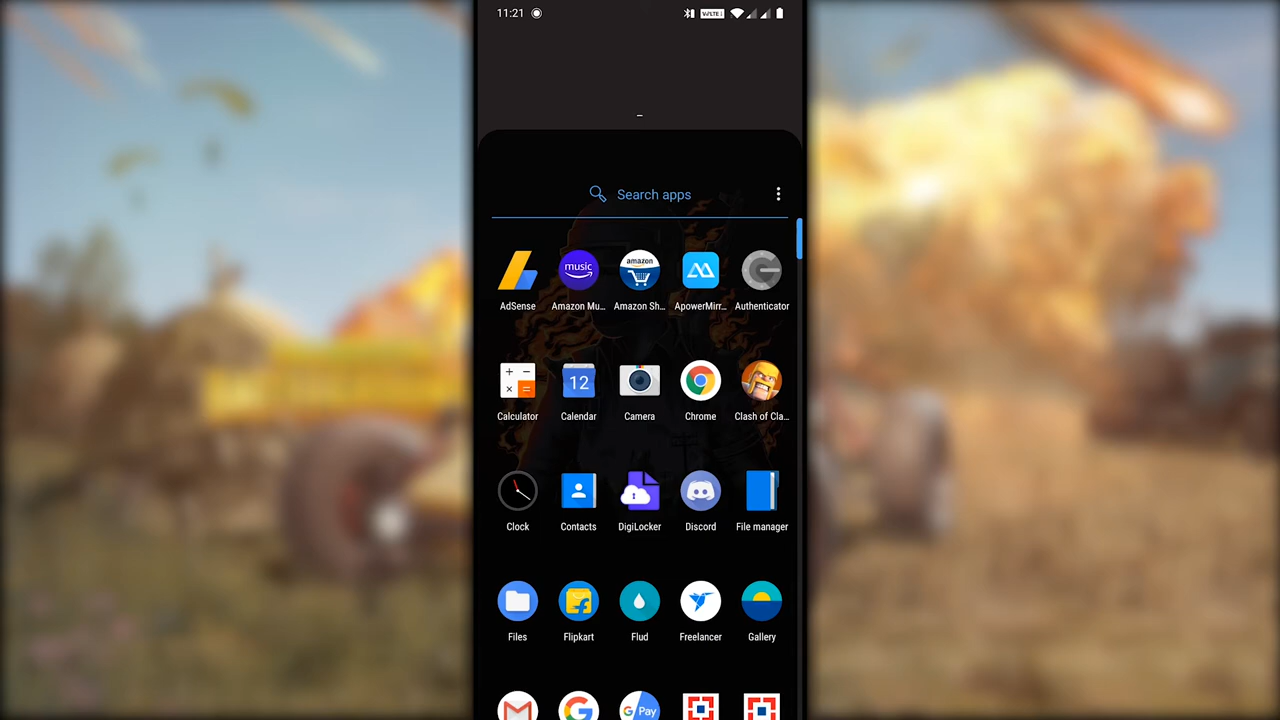 11:21
VoLTE 1
Search apps
music
amazon
AdSense Amazon Mu... Amazon Sh... ApowerMirr... Authenticator
12
Calculator Calendar Camera Chrome Clash of Cla...
Clock Contacts DigiLocker Discord File manager
Files Flipkart Flud Freelancer Gallery
G Pay